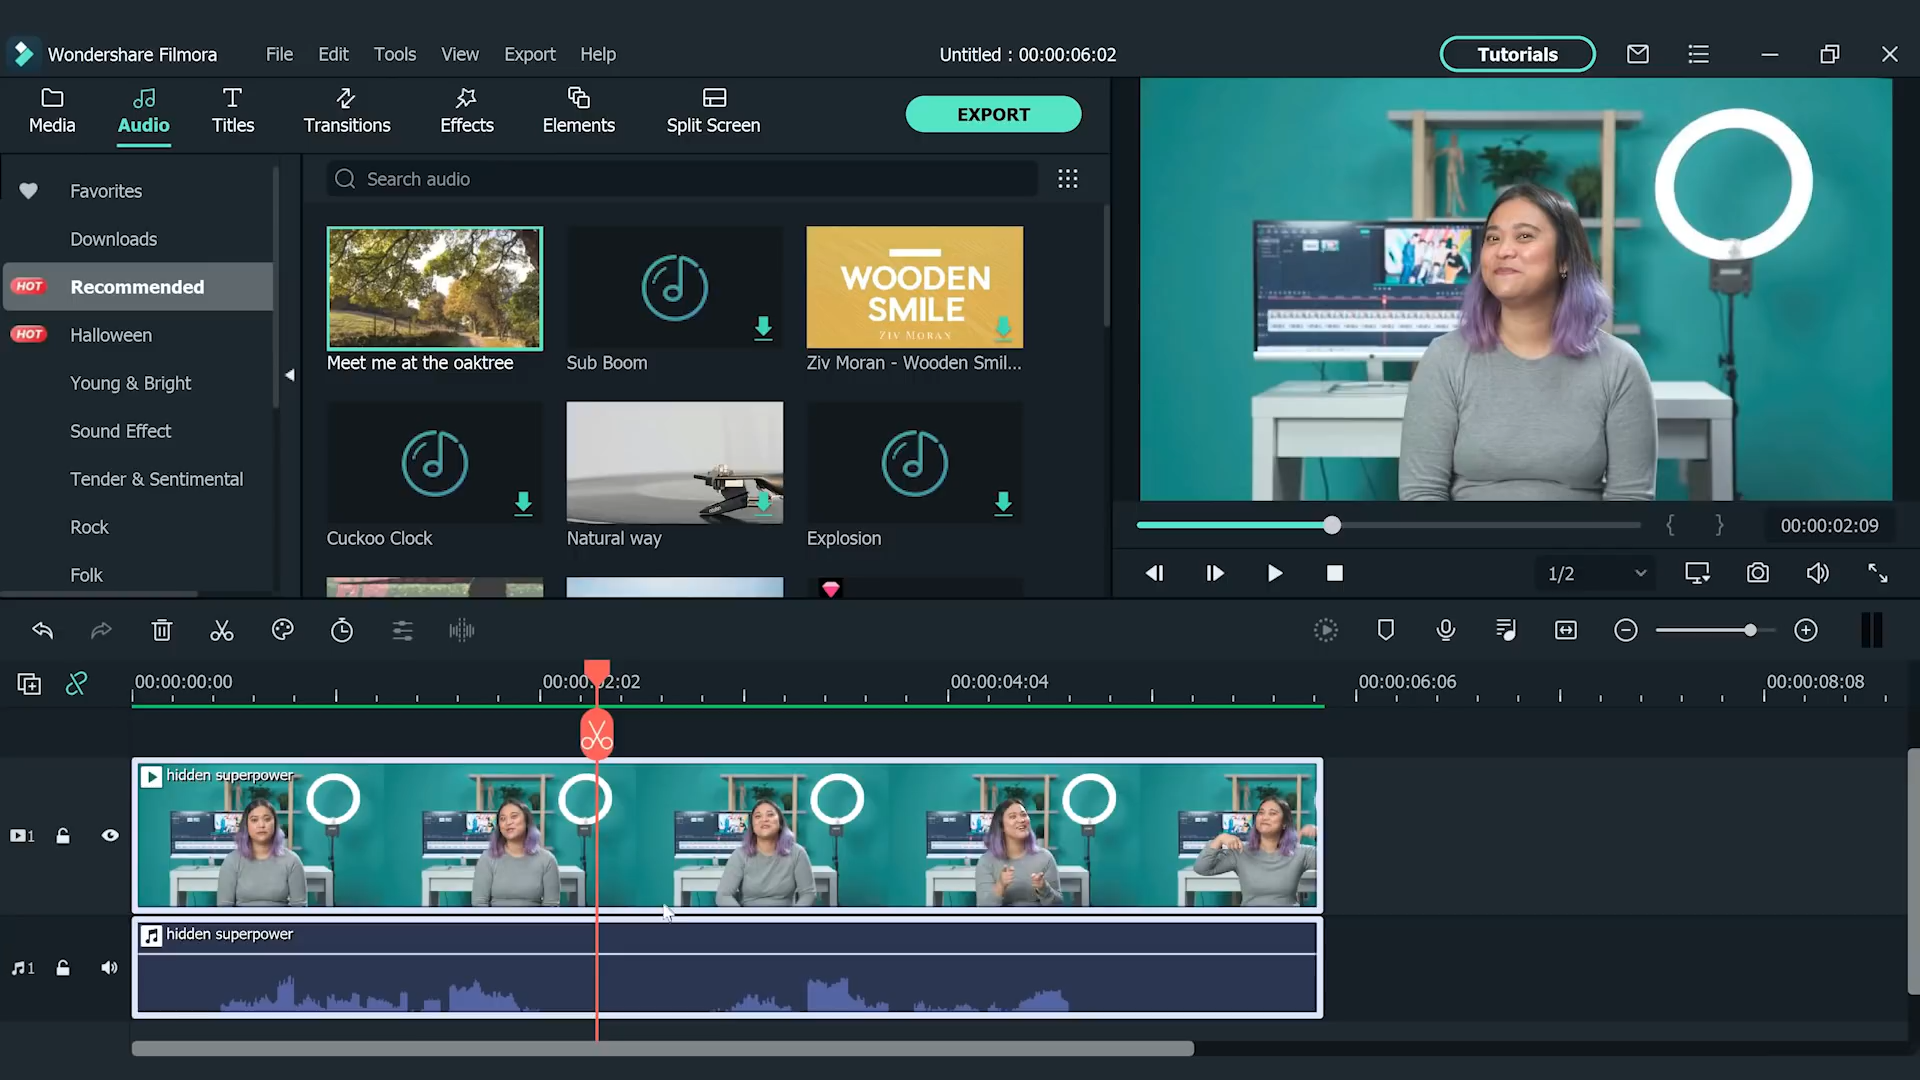 Wondershare Filmora
File Edit Tools View Export Help
Untitled : 00:00:06:02
Tutorials
Media Audio Titles Transitions Effects Elements Split Screen
EXPORT
Favorites
Downloads
HOT Recommended
HOT Halloween
Young & Bright
Sound Effect
Tender & Sentimental
Rock
Folk
Search audio
WOODEN
SMILE
ZIV MORAN
Meet me at the oaktree Sub Boom Ziv Moran - Wooden Smil...
Cuckoo Clock Natural way Explosion
{ } 00:00:02:09
1/2
00:00:00:00 00:00:02:02 00:00:04:04 00:00:06:06 00:00:08:08
hidden superpower
1
hidden superpower
1